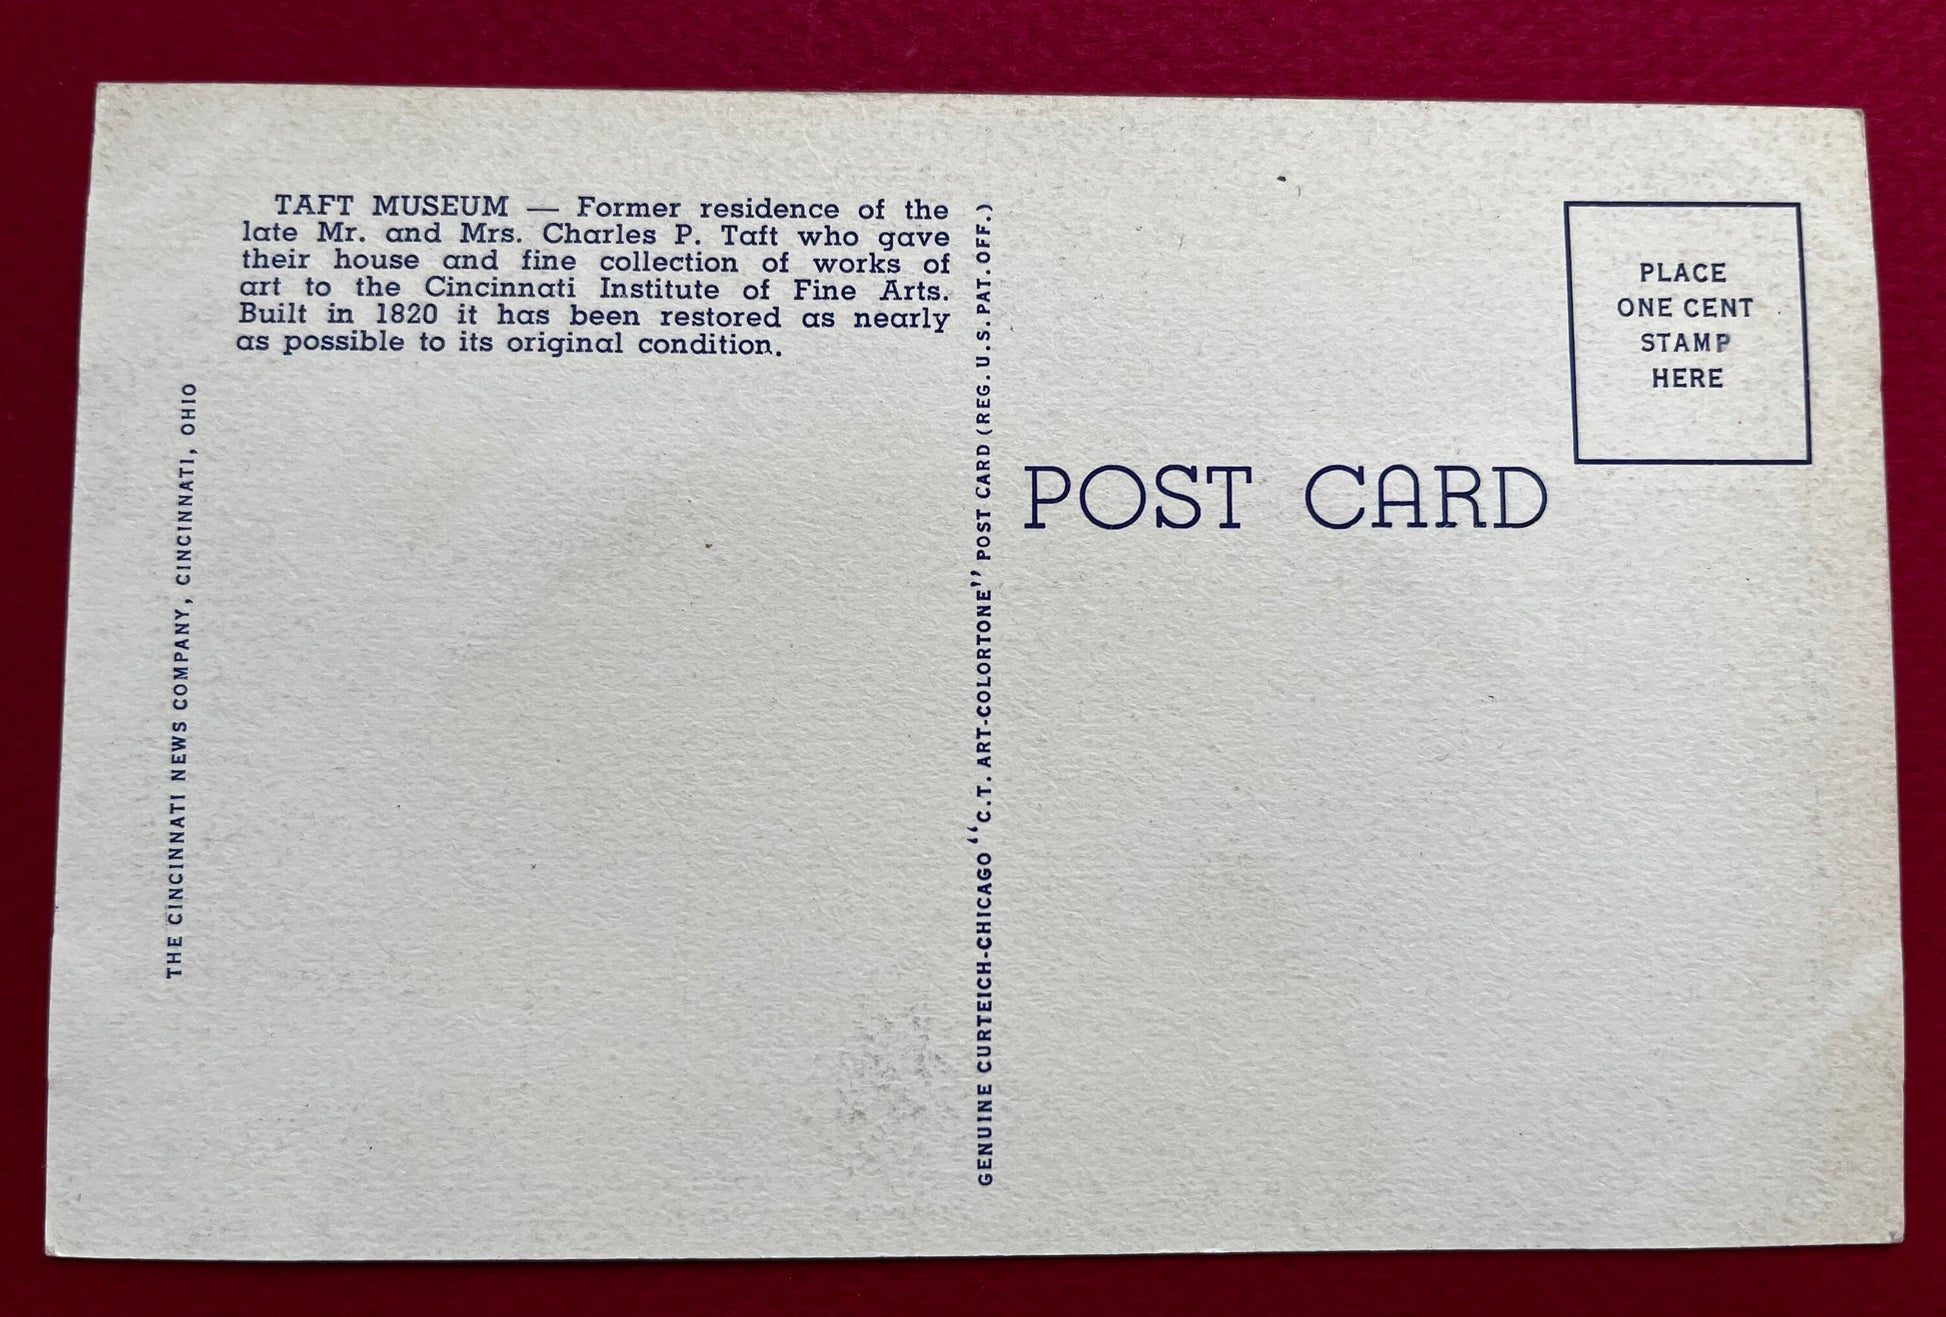 TAFT MUSEUM — Former residence of the
late Mr. and Mrs. Charles P. Taft who gave
their house and fine collection of works of
art to the Cincinnati Institute of Fine Arts.
Built in 1820 it has been restored as nearly
as possible to its original condition.
THE CINCINNATI NEWS COMPANY, CINCINNATI, OHIO
GENUINE CURTEICH-CHICAGO "C.T. ART-COLORTONE" POST CARD (REG. U.S. PAT. OFF.)
POST CARD
PLACE
ONE CENT
STAMP
HERE